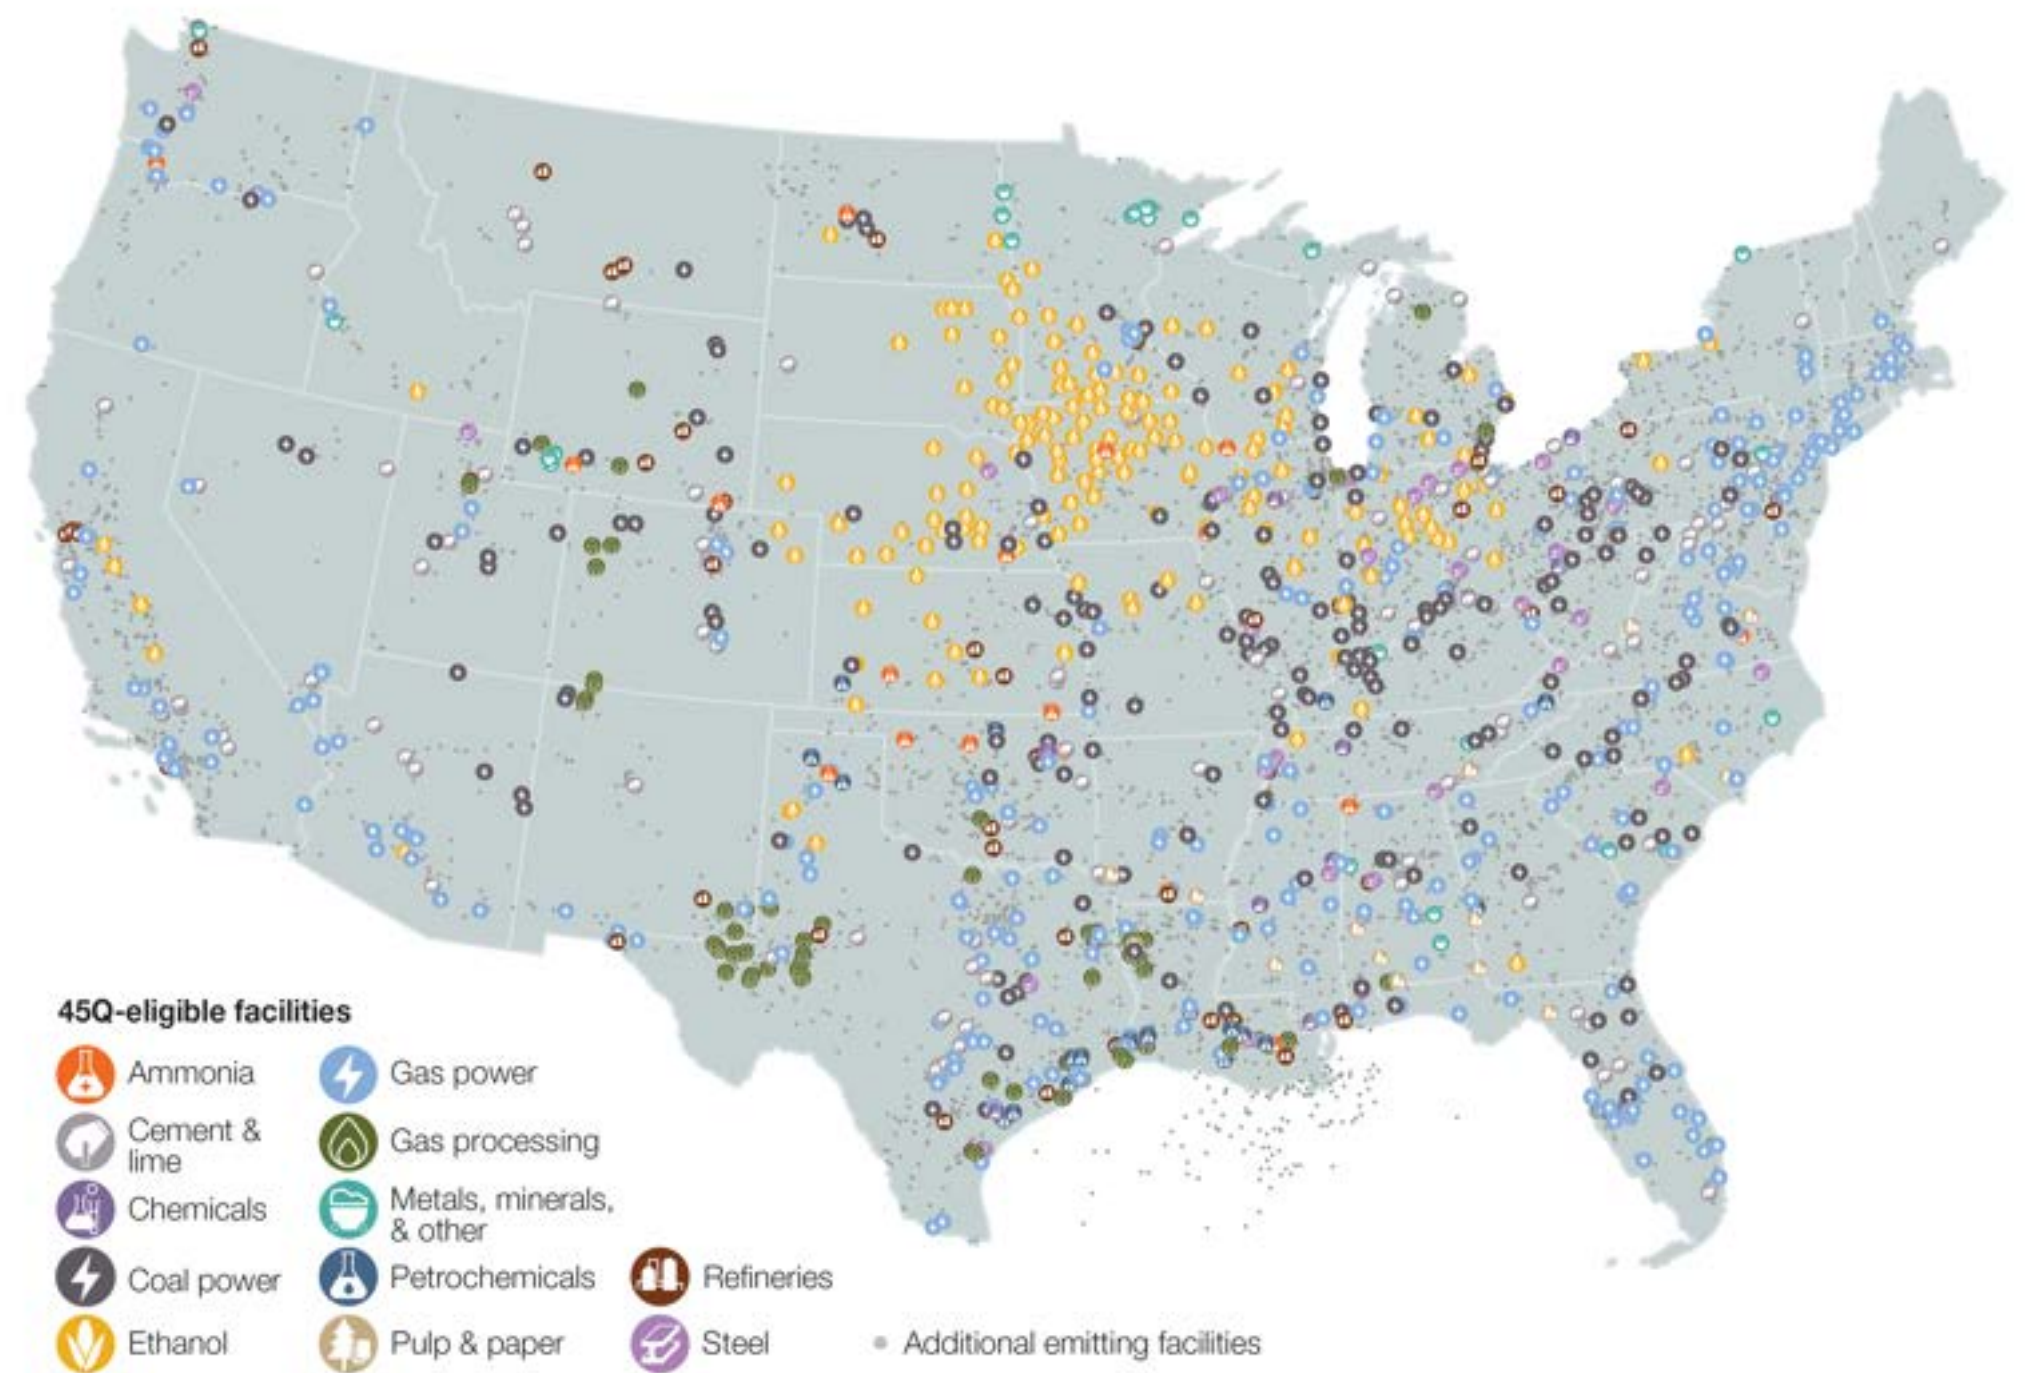 45Q-eligible facilities
Ammonia
Cement &
lime
Chemicals
Coal power
Ethanol
Gas power
Gas processing
Metals, minerals,
& other
Petrochemicals
Pulp & paper
Refineries
Steel
Additional emitting facilities